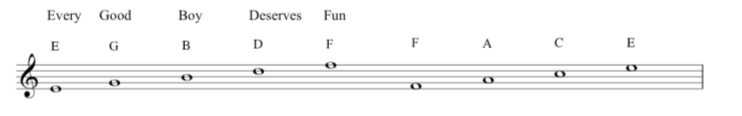 Every Good Boy Deserves Fun
E G B D F F A C E